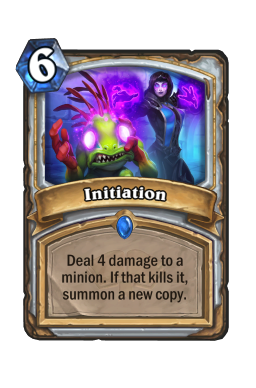 6
Initiation
Deal 4 damage to a
minion. If that kills it,
summon a new copy.